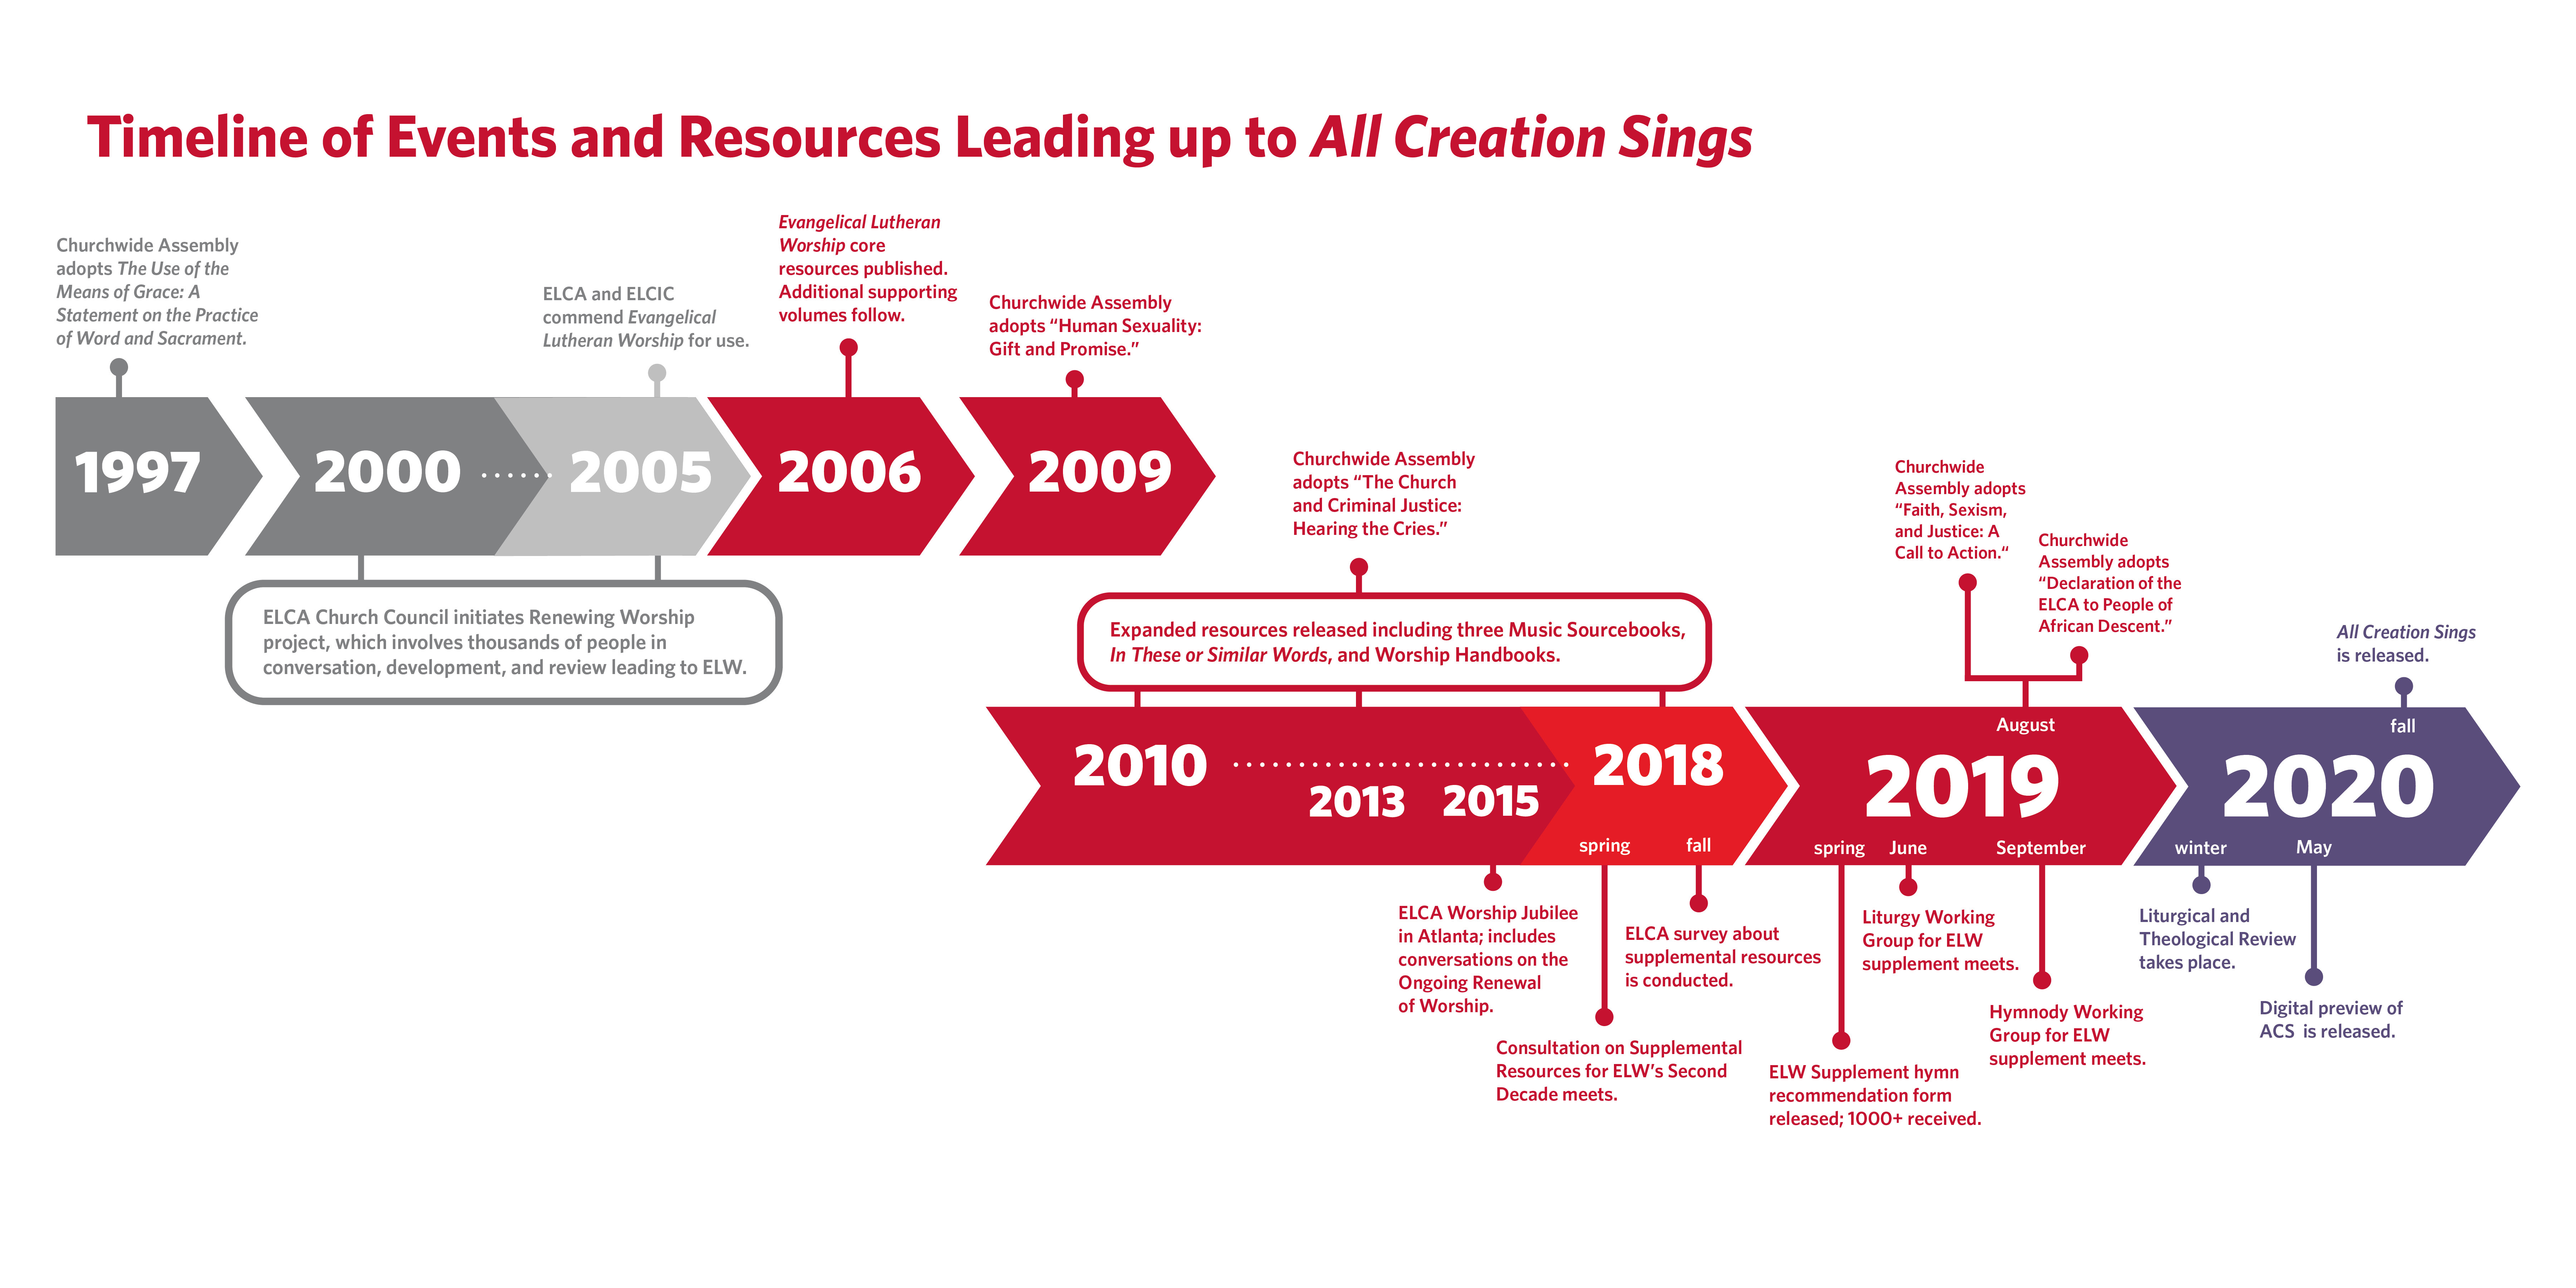 Timeline of Events and Resources Leading up to All Creation Sings
Churchwide Assembly
adopts The Use of the
Means of Grace: A
Statement on the Practice
of Word and Sacrament.
ELCA and ELCIC
commend Evangelical
Lutheran Worship for use.
Evangelical Lutheran
Worship core
resources published.
Additional supporting
volumes follow.
Churchwide Assembly
adopts “Human Sexuality:
Gift and Promise.”
1997
2000
2005
2006
2009
ELCA Church Council initiates Renewing Worship
project, which involves thousands of people in
conversation, development, and review leading to ELW.
Churchwide Assembly
adopts “The Church
and Criminal Justice:
Hearing the Cries.”
Expanded resources released including three Music Sourcebooks,
In These or Similar Words, and Worship Handbooks.
Churchwide
Assembly adopts
“Faith, Sexism,
and Justice: A
Call to Action.“
Churchwide
Assembly adopts
“Declaration of the
ELCA to People of
African Descent.”
All Creation Sings
is released.
2010
2013
2015
2018
spring
fall
August
2019
spring
June
September
fall
2020
winter
May
ELCA Worship Jubilee
in Atlanta; includes
conversations on the
Ongoing Renewal
of Worship.
Consultation on Supplemental
Resources for ELW’s Second
Decade meets.
ELCA survey about
supplemental resources
is conducted.
ELW Supplement hymn
recommendation form
released; 1000+ received.
Liturgy Working
Group for ELW
supplement meets.
Hymnody Working
Group for ELW
supplement meets.
Liturgical and
Theological Review
takes place.
Digital preview of
ACS is released.